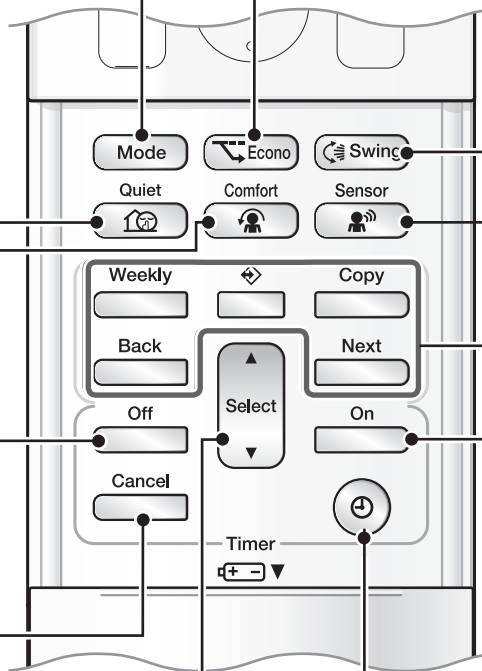 Mode Econo Swing
Quiet Comfort Sensor
Weekly Copy
Back Next
Select
Off On
Cancel
Timer